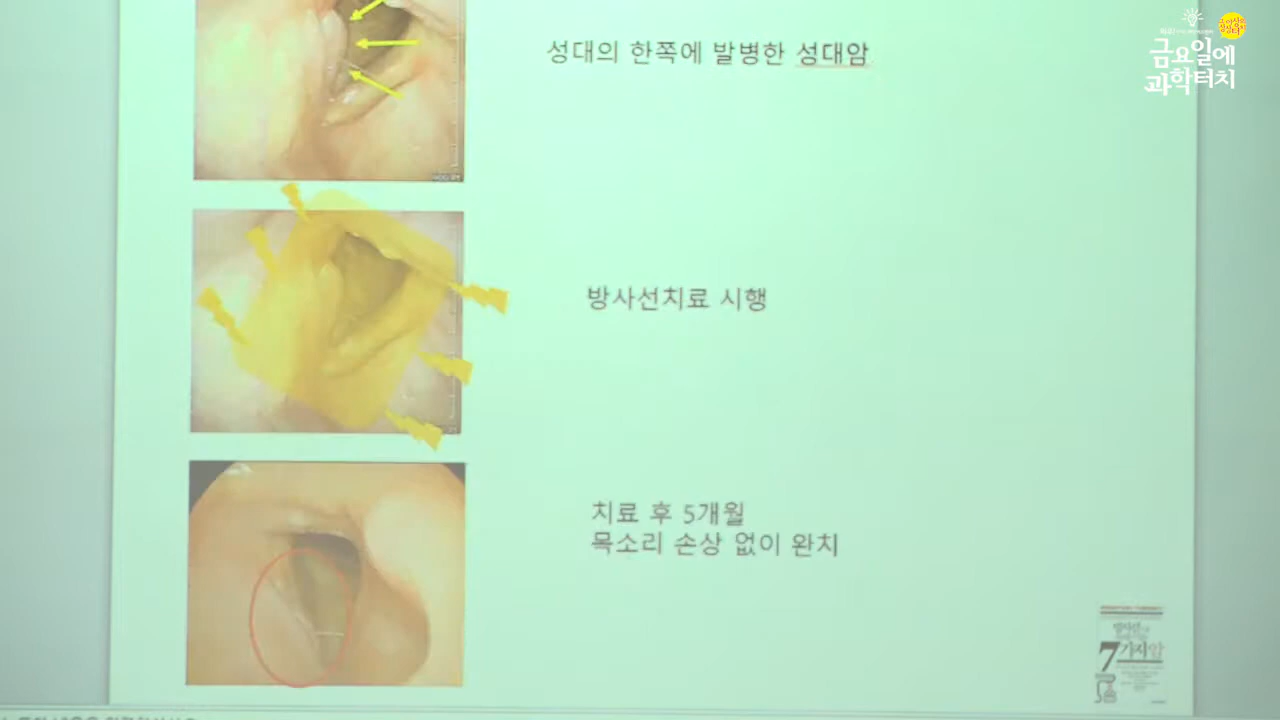 성대의 한쪽에 발병한 성대암
금요일에
과학터치
방사선치료 시행
치료 후 5개월
목소리 손상 없이 완치
7가지암